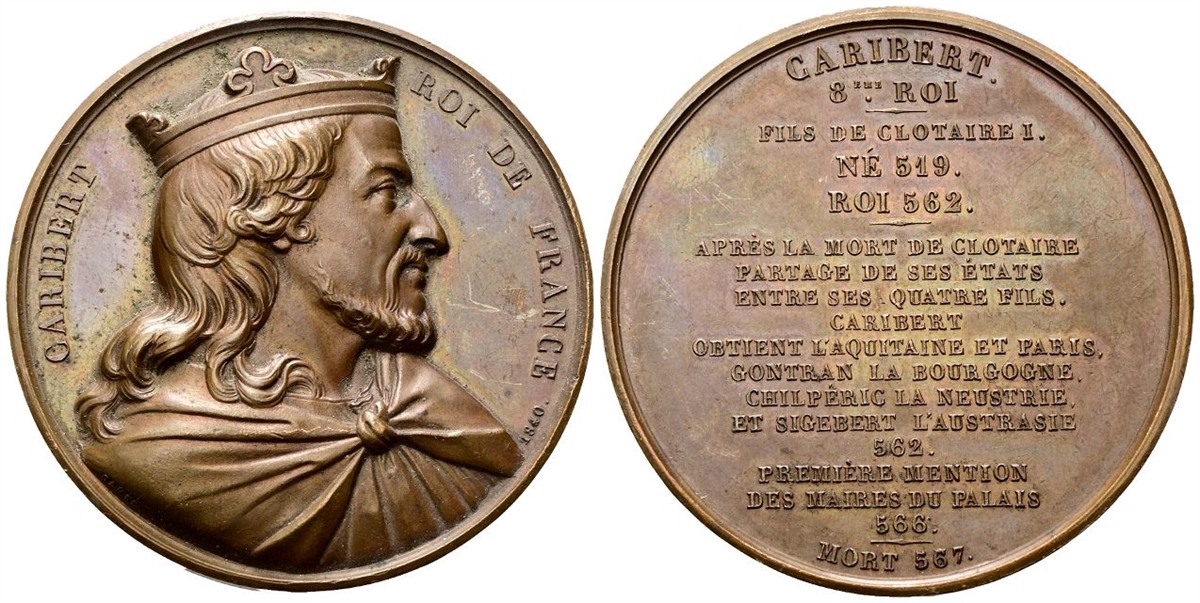 CARIBERT ROI DE FRANCE
1840.
CARIBERT.
8EME. ROI
FILS DE CLOTAIRE I.
NÉ 519.
ROI 562.
APRÈS LA MORT DE CLOTAIRE
PARTAGE DE SES ÉTATS
ENTRE SES QUATRE FILS.
CARIBERT
OBTIENT L'AQUITAINE ET PARIS,
GONTRAN LA BOURGOGNE,
CHILPÉRIC LA NEUSTRIE,
ET SIGEBERT L'AUSTRASIE
562.
PREMIÈRE MENTION
DES MAIRES DU PALAIS
566.
MORT 567.